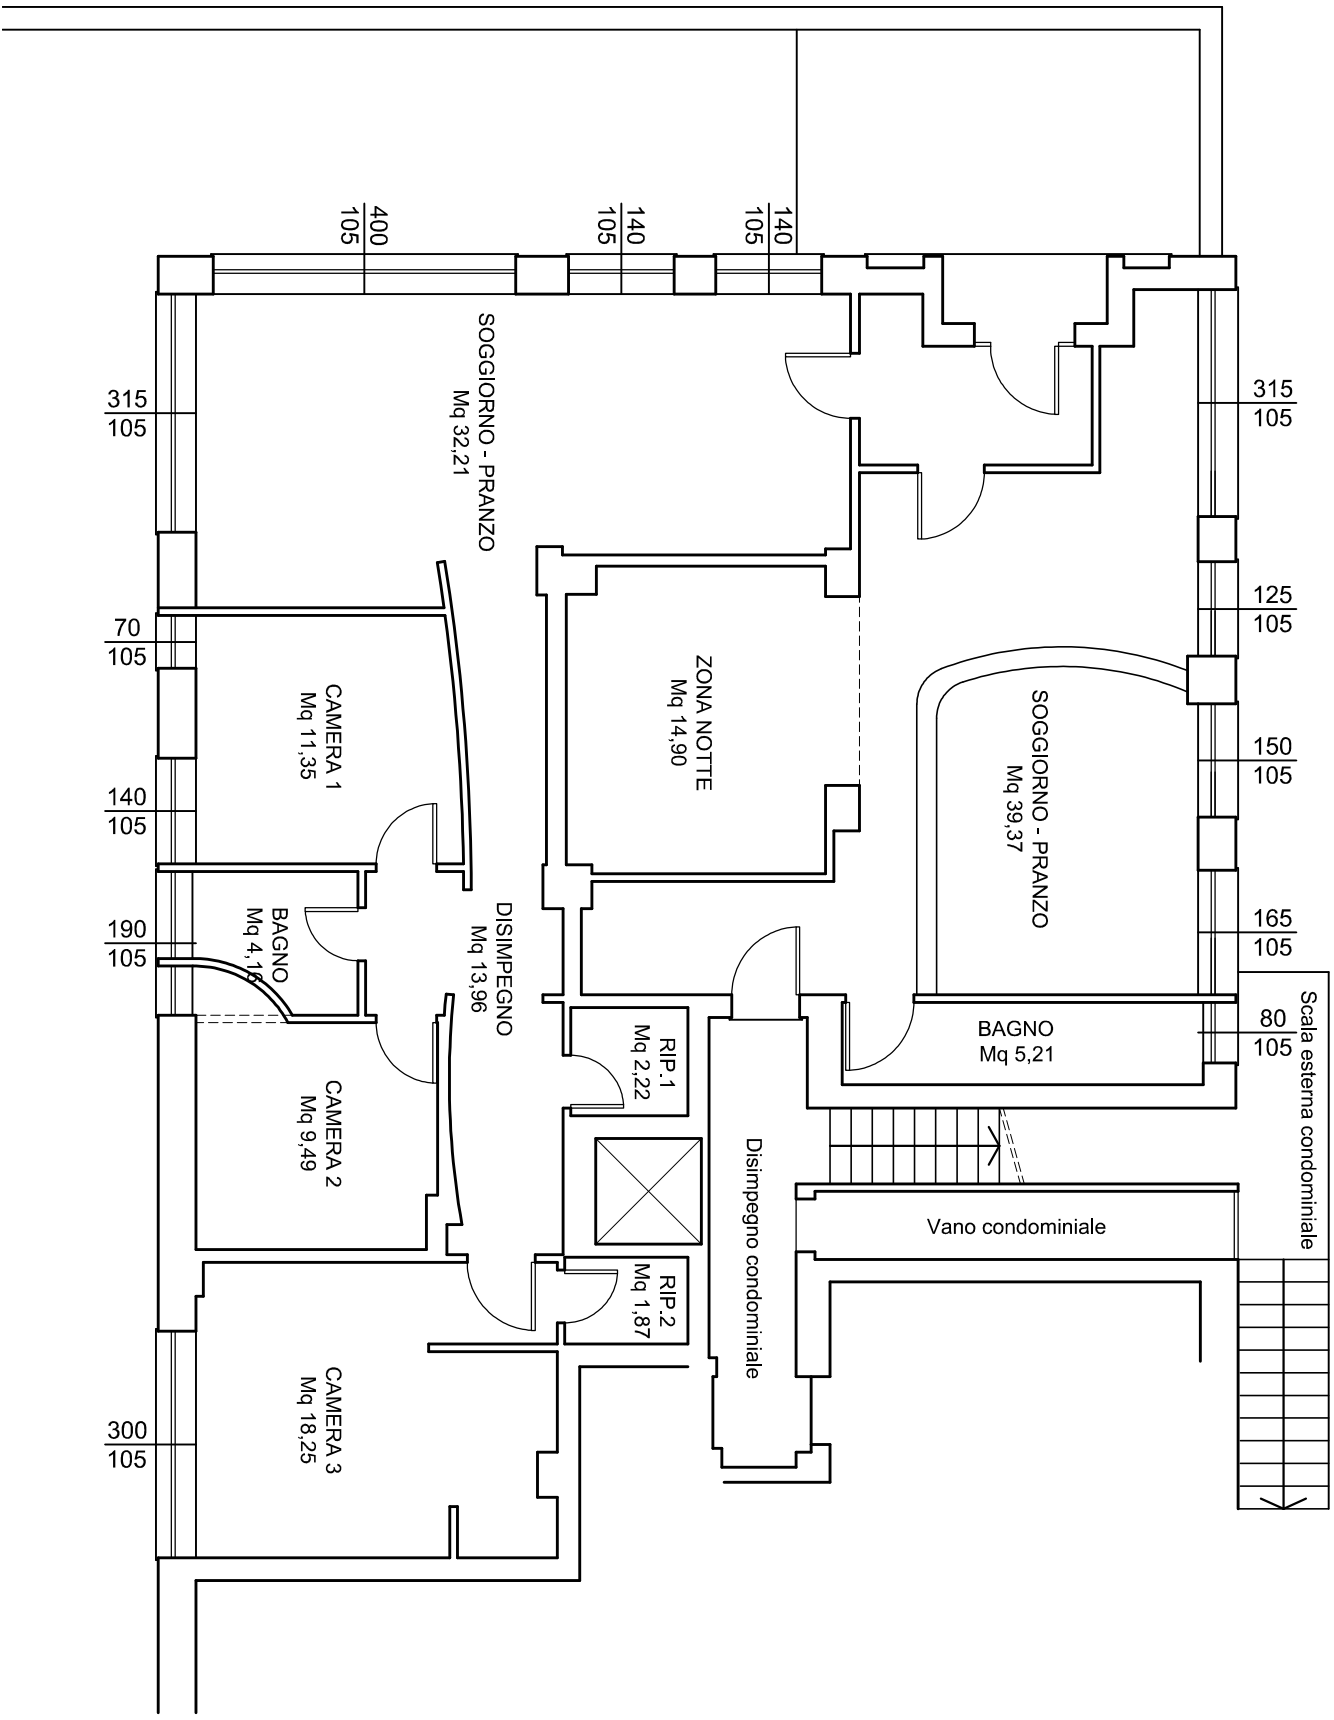 400
105
140
105
140
105
SOGGIORNO - PRANZO
Mq 32,21
315
105
315
105
70
105
125
105
CAMERA 1
Mq 11,35
ZONA NOTTE
Mq 14,90
SOGGIORNO - PRANZO
Mq 39,37
140
105
150
105
190
105
BAGNO
Mq 4,16
DISIMPEGNO
Mq 13,96
165
105
RIP.1
Mq 2,22
BAGNO
Mq 5,21
80
105
Scala esterna condominiale
CAMERA 2
Mq 9,49
Disimpegno condominiale
Vano condominiale
RIP.2
Mq 1,87
CAMERA 3
Mq 18,25
300
105